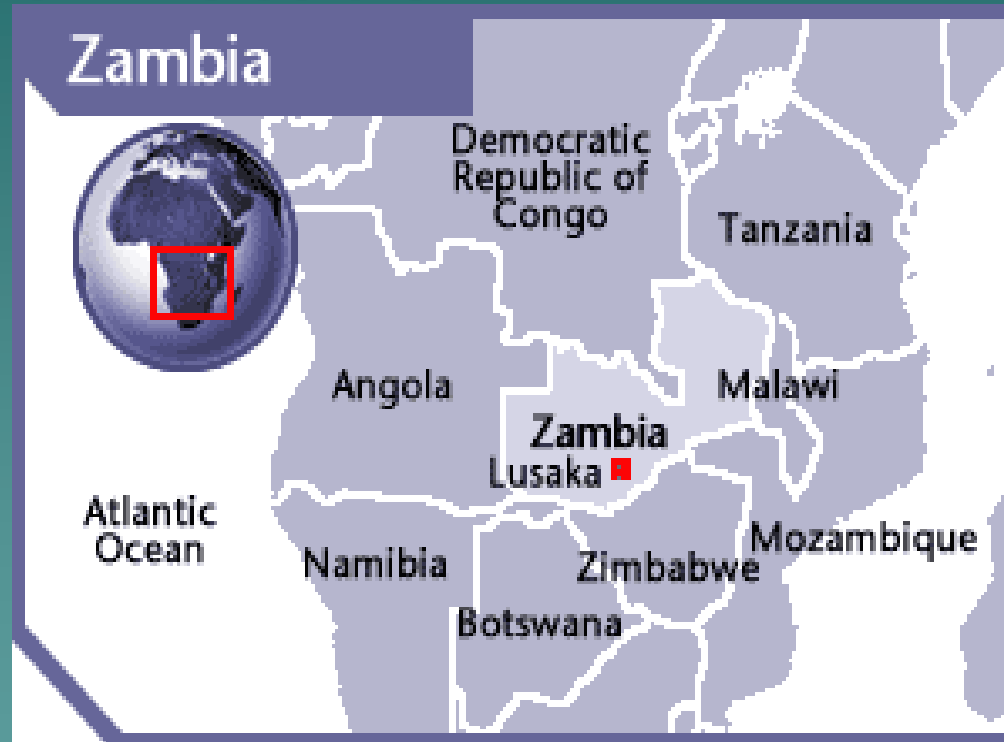 Zambia
Democratic
Republic of
Congo
Tanzania
Angola
Malawi
Zambia
Lusaka
Atlantic
Ocean
Namibia
Zimbabwe
Mozambique
Botswana